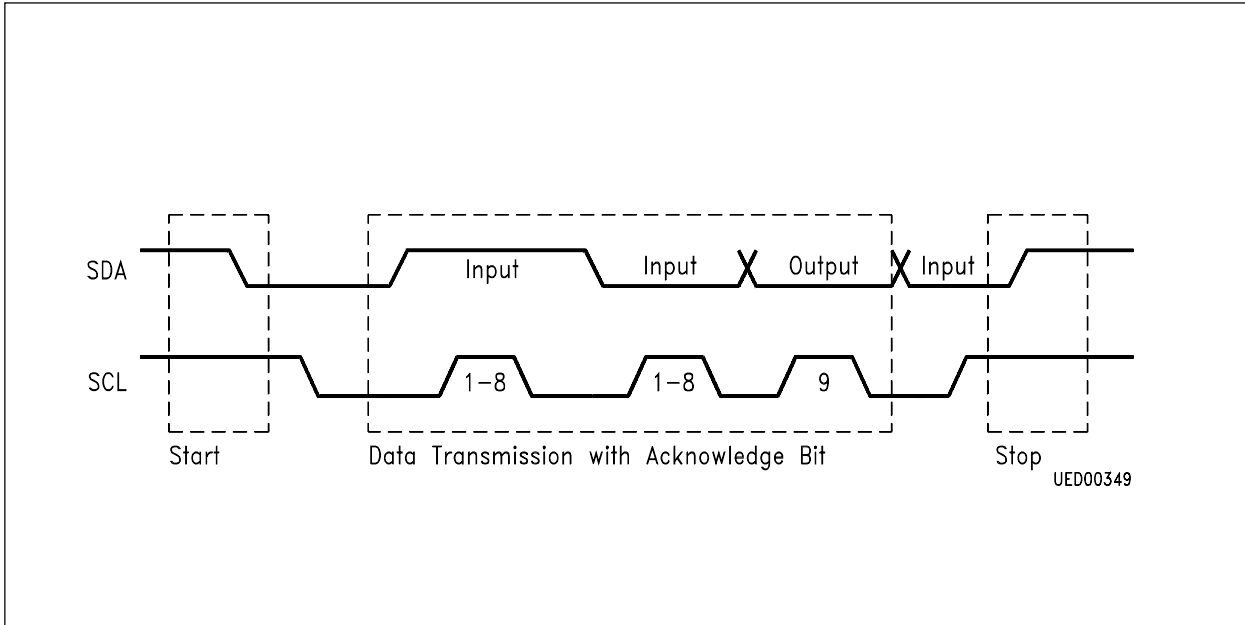 SDA
Input
Input
Output
Input
SCL
1-8
1-8
9
Start
Data Transmission with Acknowledge Bit
Stop
UED00349